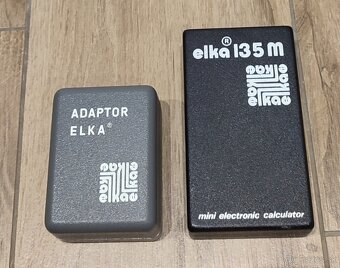 ADAPTOR
ELKA®
elka® 135 M
mini electronic calculator